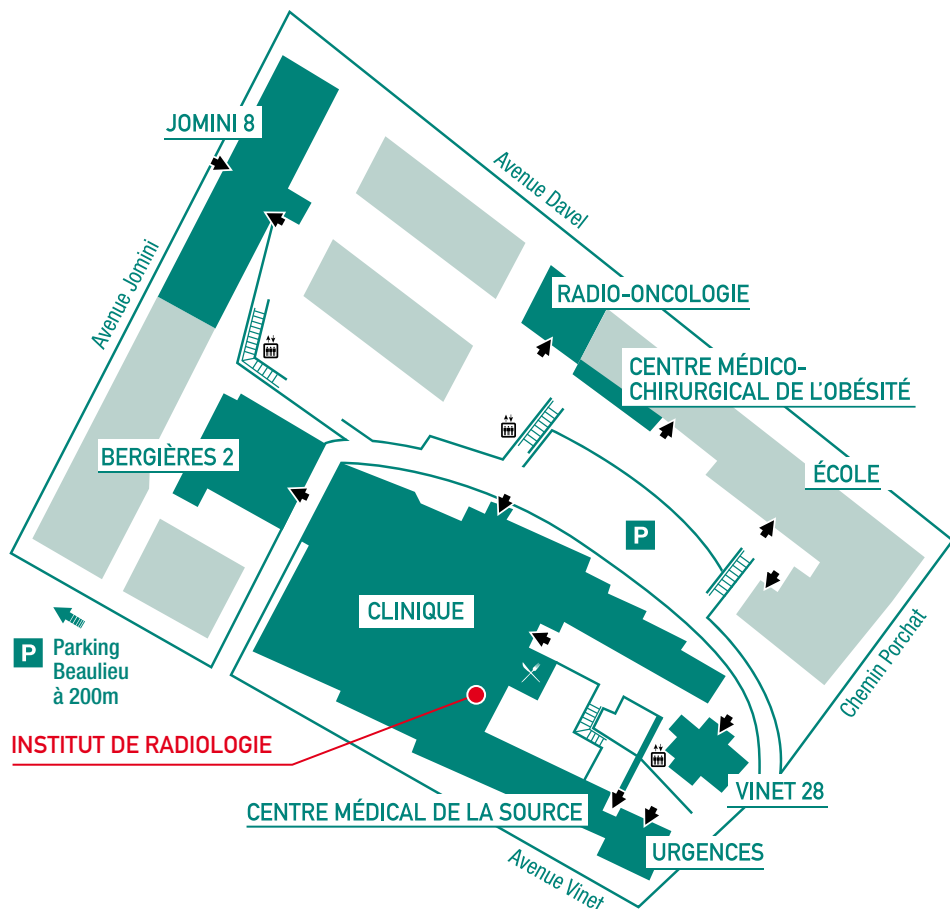 JOMINI 8
Avenue Davel
Avenue Jomini
RADIO-ONCOLOGIE
CENTRE MÉDICO-
CHIRURGICAL DE L'OBÉSITÉ
BERGIÈRES 2
ÉCOLE
P
CLINIQUE
P
Parking
Beaulieu
à 200m
Chemin Porchat
INSTITUT DE RADIOLOGIE
VINET 28
CENTRE MÉDICAL DE LA SOURCE
URGENCES
Avenue Vinet